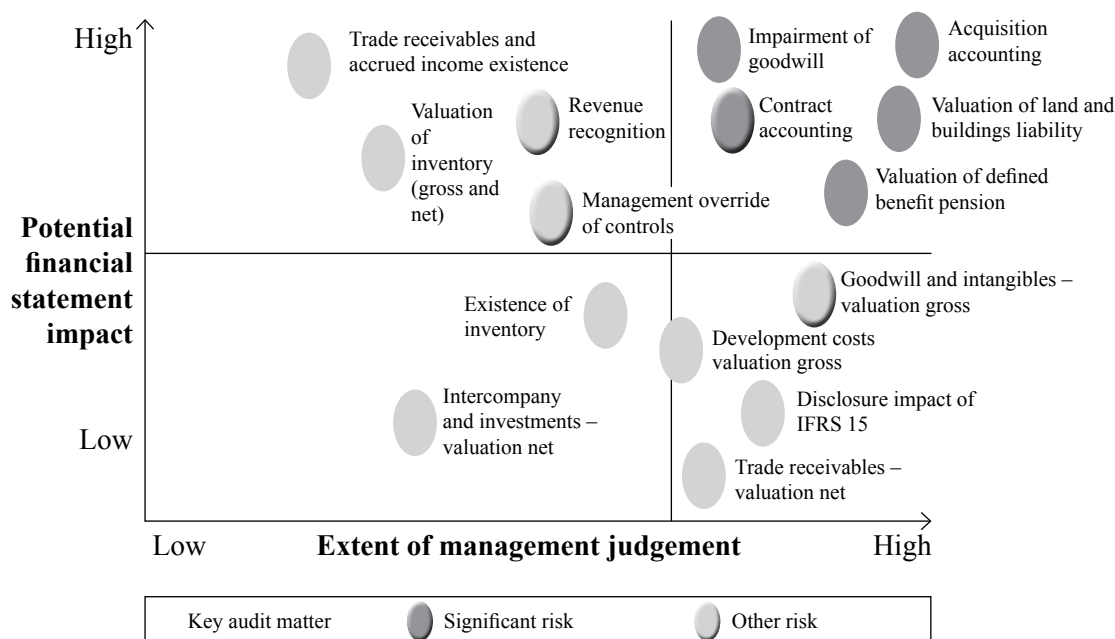 High
Trade receivables and
accrued income existence
Impairment of
goodwill
Acquisition
accounting
Valuation
of
inventory
(gross and
net)
Revenue
recognition
Contract
accounting
Valuation of land and
buildings liability
Management override
of controls
Valuation of defined
benefit pension
Potential
financial
statement
impact
Existence of
inventory
Goodwill and intangibles –
valuation gross
Development costs
valuation gross
Intercompany
and investments –
valuation net
Disclosure impact of
IFRS 15
Low
Trade receivables –
valuation net
Low
Extent of management judgement
High
Key audit matter
Significant risk
Other risk